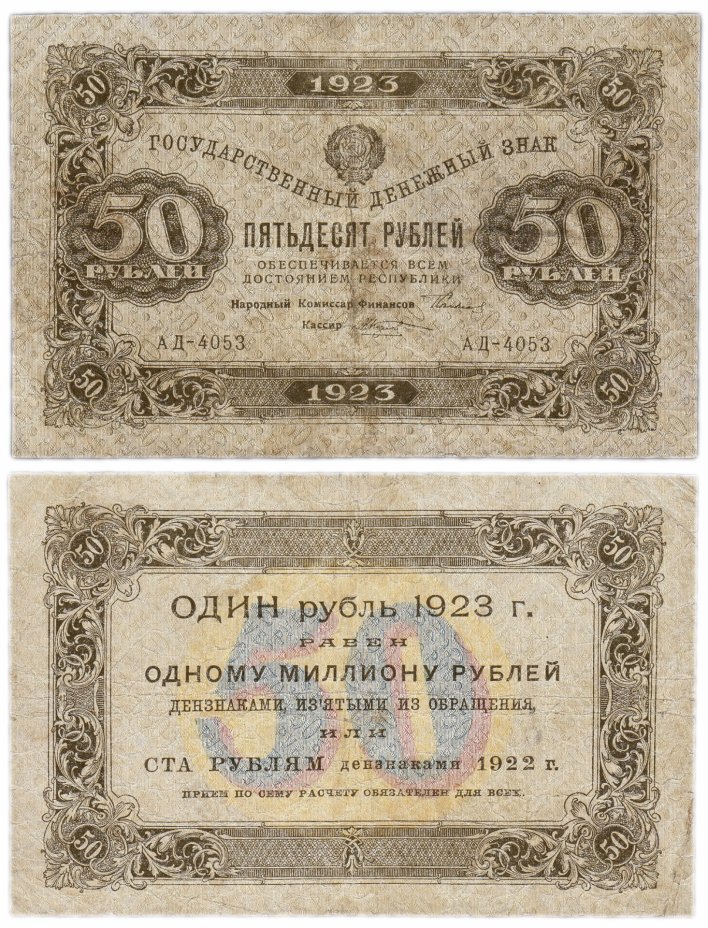 50 1923 50
ГОСУДАРСТВЕННЫЙ ДЕНЕЖНЫЙ ЗНАК
50 РУБЛЕЙ
ПЯТЬДЕСЯТ РУБЛЕЙ
50 РУБЛЕЙ
ОБЕСПЕЧИВАЕТСЯ ВСЕМ
ДОСТОЯНИЕМ РЕСПУБЛИКИ
Народный Комиссар Финансов
Кассир
АД-4053 АД-4053
50 1923 50
50 50
ОДИН рубль 1923 г.
РАВЕН
ОДНОМУ МИЛЛИОНУ РУБЛЕЙ
ДЕНЗНАКАМИ, ИЗ'ЯТЫМИ ИЗ ОБРАЩЕНИЯ,
ИЛИ
СТА РУБЛЯМ дензнаками 1922 г.
ПРИЕМ ПО СЕМУ РАСЧЕТУ ОБЯЗАТЕЛЕН ДЛЯ ВСЕХ.
50
50 50